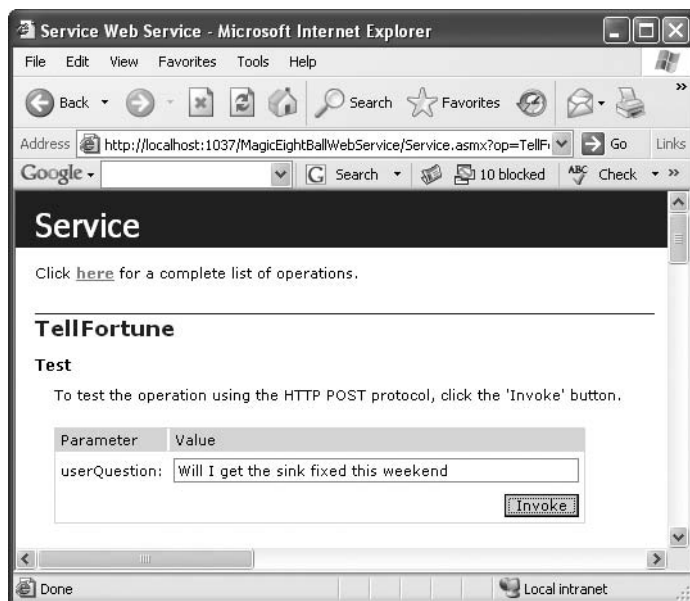 Service Web Service - Microsoft Internet Explorer
File Edit View Favorites Tools Help
Back Search Favorites
Address http://localhost:1037/MagicEightBallWebService/Service.asmx?op=TellF Go Links
Google Search 10 blocked ABC Check
Service
Click here for a complete list of operations.
TellFortune
Test
To test the operation using the HTTP POST protocol, click the 'Invoke' button.
Parameter Value
userQuestion: Will I get the sink fixed this weekend
Invoke
Done Local intranet